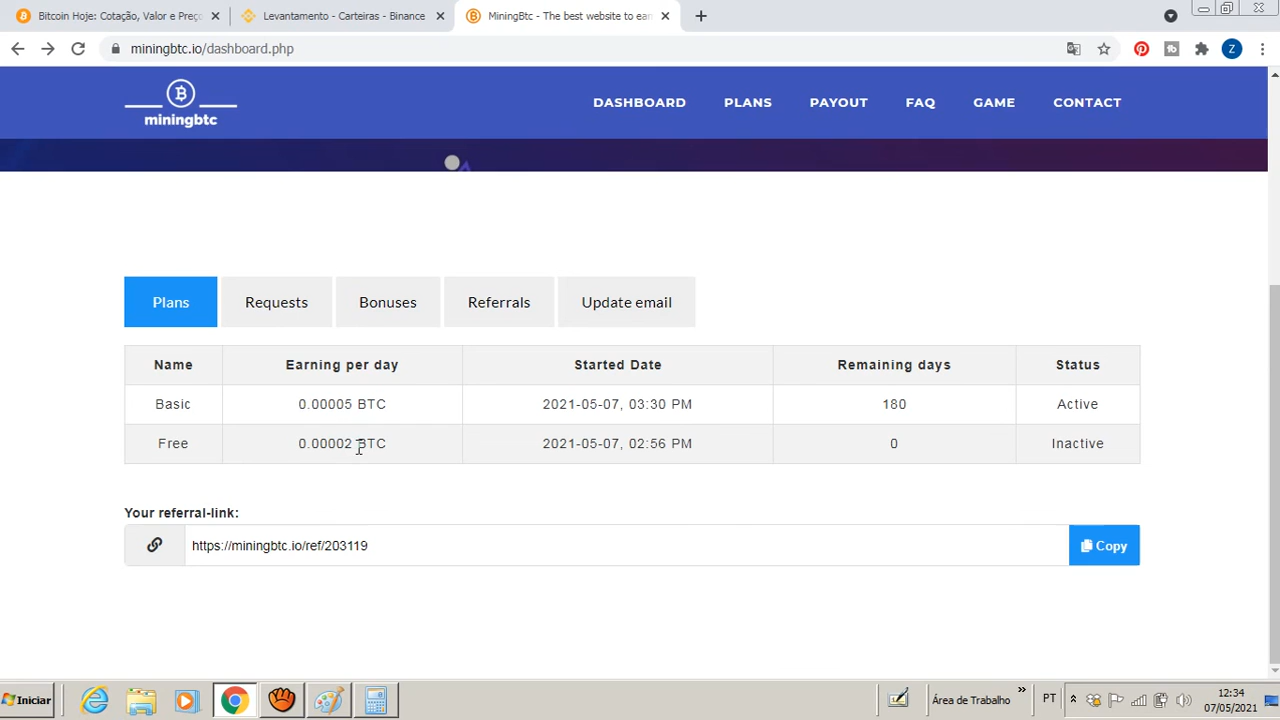 Bitcoin Hoje: Cotação, Valor e Preço
Levantamento - Carteiras - Binance
MiningBtc - The best website to ear
miningbtc.io/dashboard.php
Z
miningbtc
DASHBOARD PLANS PAYOUT FAQ GAME CONTACT
Plans Requests Bonuses Referrals Update email
Name Earning per day Started Date Remaining days Status
Basic 0.00005 BTC 2021-05-07, 03:30 PM 180 Active
Free 0.00002 BTC 2021-05-07, 02:56 PM 0 Inactive
Your referral-link:
https://miningbtc.io/ref/203119 Copy
Iniciar
Área de Trabalho
»
PT
12:34
07/05/2021